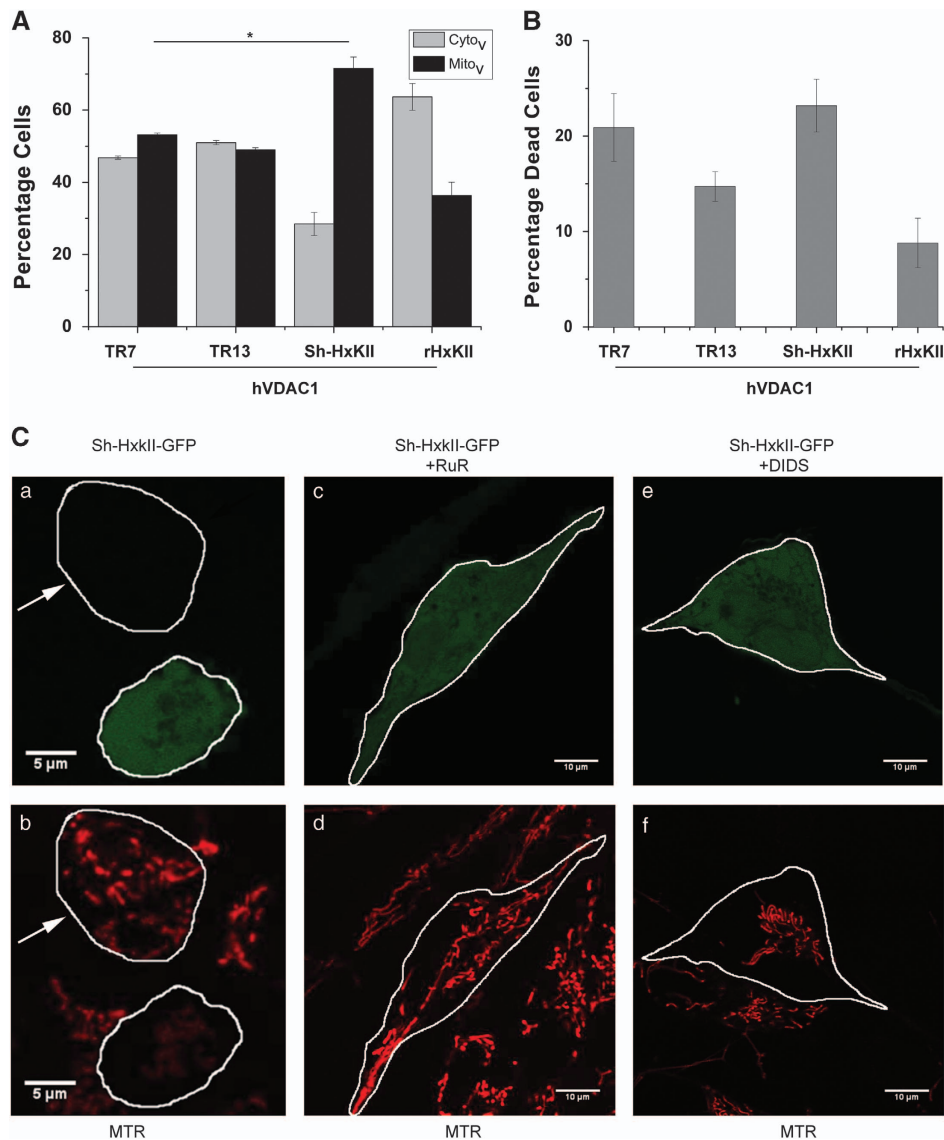 A
Percentage Cells
80
60
40
20
0
*
Cytov
Mitov
TR7 TR13 Sh-HxKII rHxKII
hVDAC1
B
Percentage Dead Cells
30
20
10
0
TR7 TR13 Sh-HxKII rHxKII
hVDAC1
C
Sh-HxkII-GFP
Sh-HxkII-GFP
+RuR
Sh-HxkII-GFP
+DIDS
a
5 µm
c
10 µm
e
10 µm
b
5 µm
d
10 µm
f
10 µm
MTR MTR MTR